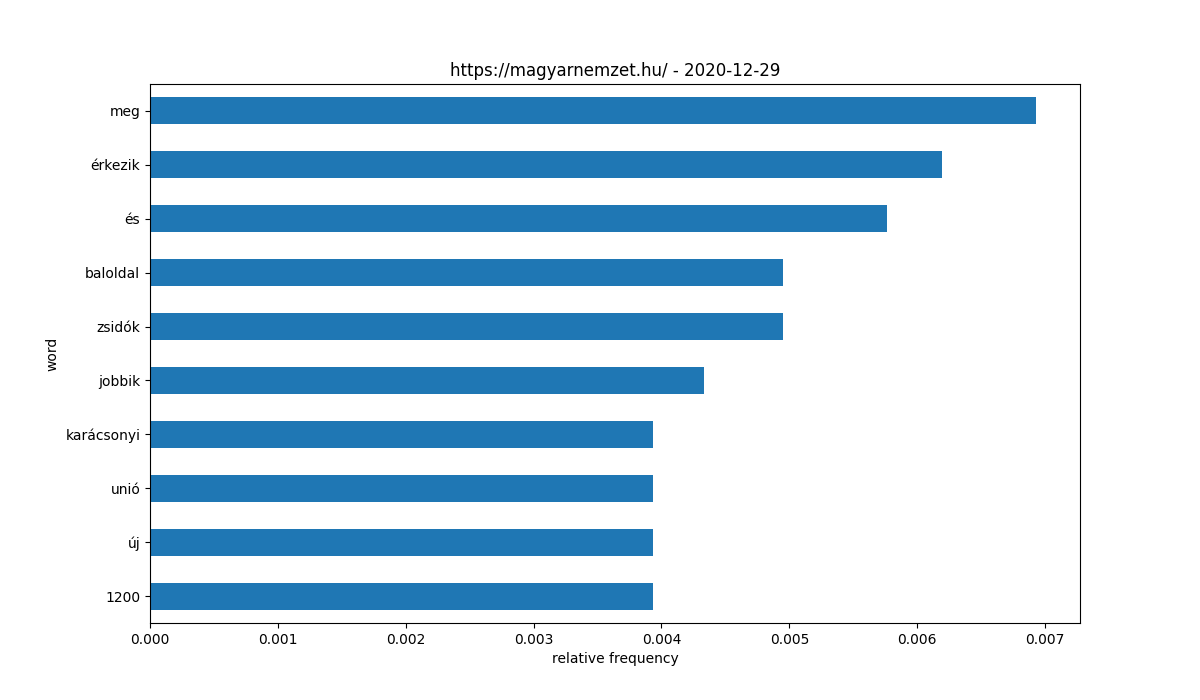 https://magyarnemzet.hu/ - 2020-12-29
meg
érkezik
és
baloldal
zsidók
jobbik
karácsonyi
unió
új
1200
word
0.000 0.001 0.002 0.003 0.004 0.005 0.006 0.007
relative frequency